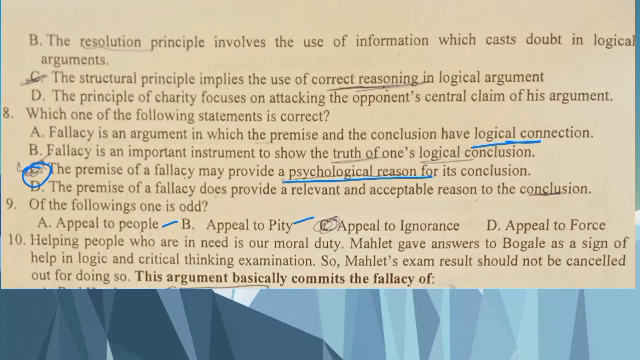 B. The resolution principle involves the use of information which casts doubt in logical
arguments.
C. The structural principle implies the use of correct reasoning in logical argument
D. The principle of charity focuses on attacking the opponent's central claim of his argument.
8. Which one of the following statements is correct?
A. Fallacy is an argument in which the premise and the conclusion have logical connection.
B. Fallacy is an important instrument to show the truth of one's logical conclusion.
The premise of a fallacy may provide a psychological reason for its conclusion.
D. The premise of a fallacy does provide a relevant and acceptable reason to the conclusion.
9. Of the followings one is odd?
A. Appeal to people B. Appeal to Pity C. Appeal to Ignorance D. Appeal to Force
10. Helping people who are in need is our moral duty. Mahlet gave answers to Bogale as a sign of
help in logic and critical thinking examination. So, Mahlet's exam result should not be cancelled
out for doing so. This argument basically commits the fallacy of: